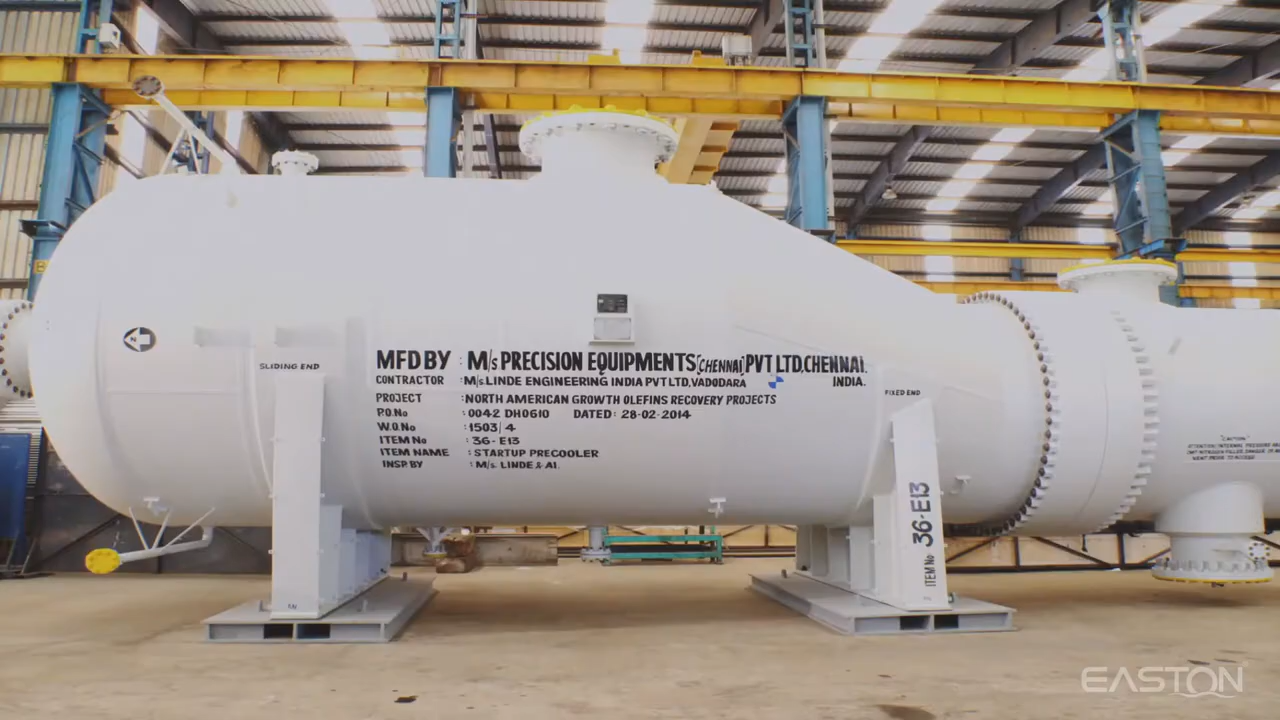 MFD BY : M/s PRECISION EQUIPMENTS [CHENNAI] PVT LTD, CHENNAI.
CONTRACTOR : M/s LINDE ENGINEERING INDIA PVT LTD, VADODARA INDIA.
PROJECT : NORTH AMERICAN GROWTH OLEFINS RECOVERY PROJECTS
P.O.No : 0042 DH0610 DATED: 28-02-2014
W.O.No : 1503/4
ITEM No : 36-E13
ITEM NAME : STARTUP PRECOOLER
INSP. BY : M/s. LINDE & AI.
SLIDING END
FIXED END
ITEM No 36-E13
"CAUTION"
EASTON